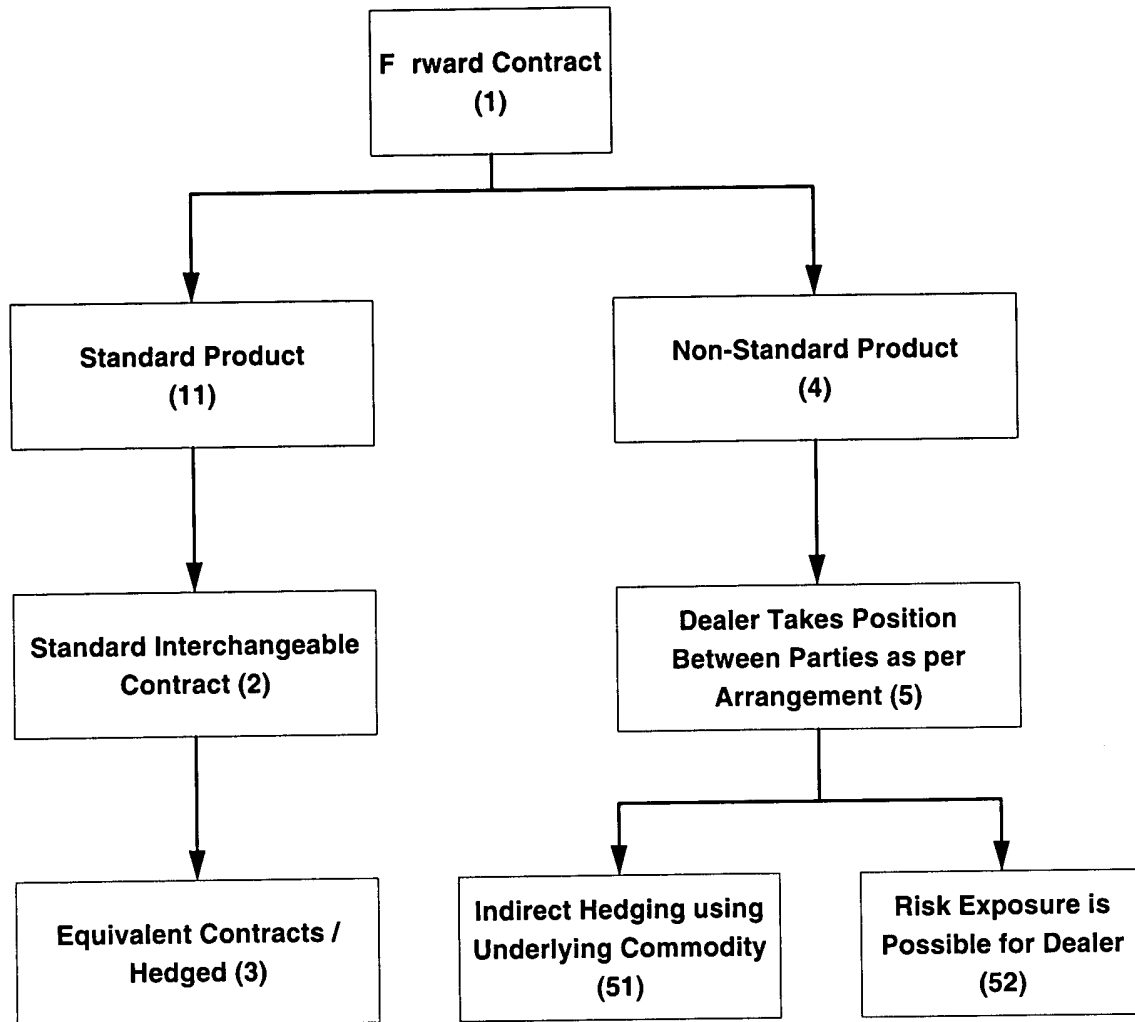 F rward Contract
(1)
Standard Product
(11)
Non-Standard Product
(4)
Standard Interchangeable
Contract (2)
Dealer Takes Position
Between Parties as per
Arrangement (5)
Equivalent Contracts /
Hedged (3)
Indirect Hedging using
Underlying Commodity
(51)
Risk Exposure is
Possible for Dealer
(52)